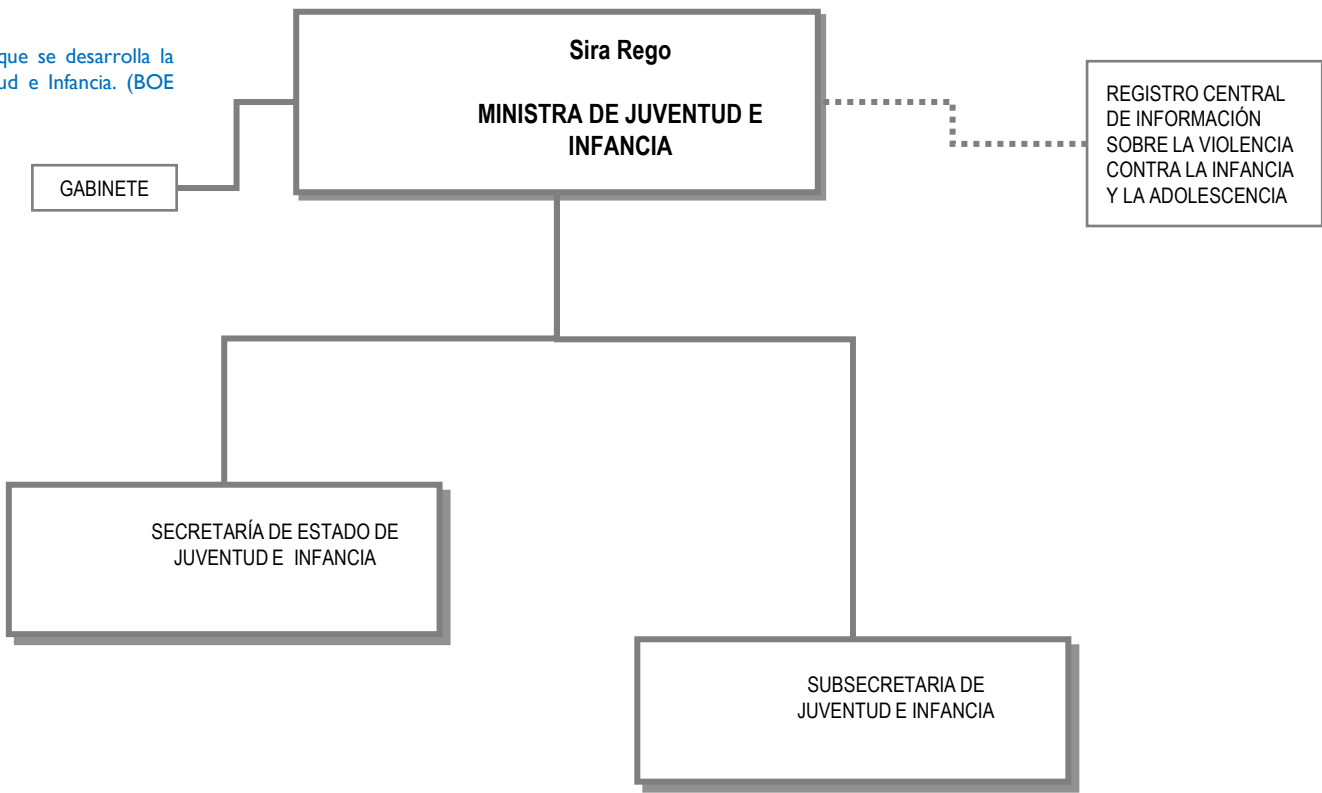 que se desarrolla la
ud e Infancia. (BOE
Sira Rego
MINISTRA DE JUVENTUD E
INFANCIA
REGISTRO CENTRAL
DE INFORMACIÓN
SOBRE LA VIOLENCIA
CONTRA LA INFANCIA
Y LA ADOLESCENCIA
GABINETE
SECRETARÍA DE ESTADO DE
JUVENTUD E INFANCIA
SUBSECRETARIA DE
JUVENTUD E INFANCIA